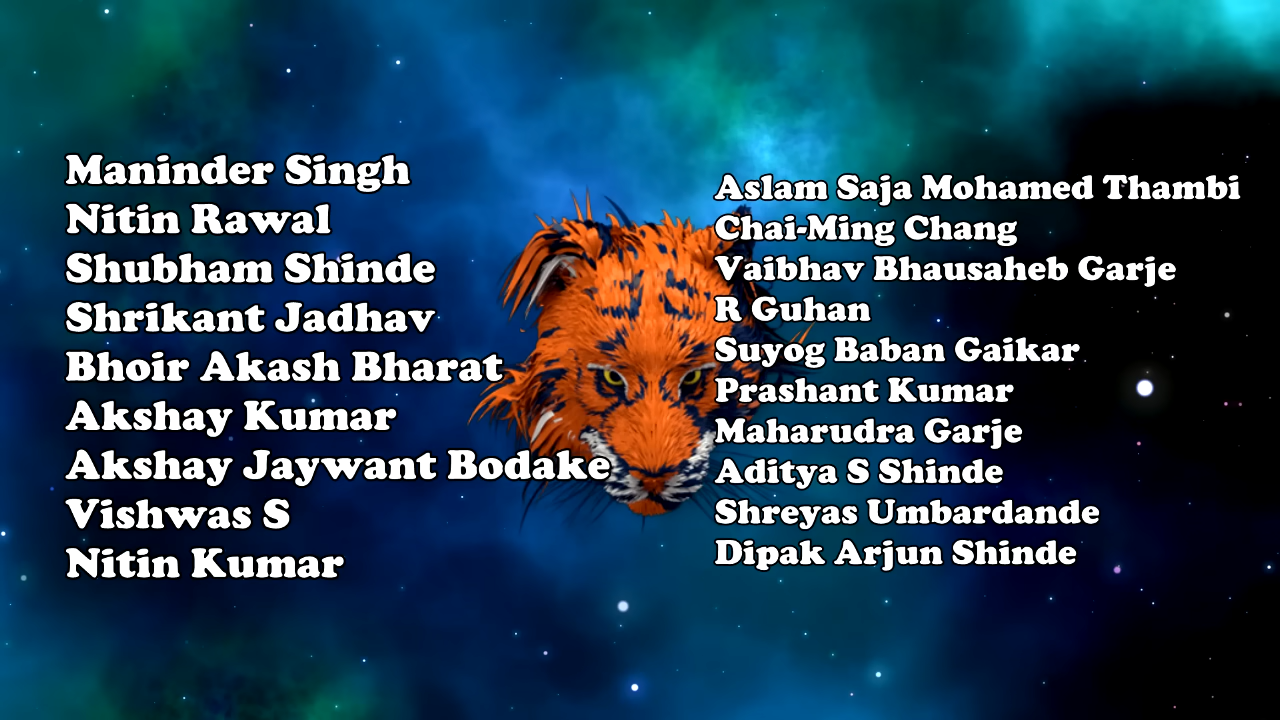 Maninder Singh
Nitin Rawal
Shubham Shinde
Shrikant Jadhav
Bhoir Akash Bharat
Akshay Kumar
Akshay Jaywant Bodake
Vishwas S
Nitin Kumar
Aslam Saja Mohamed Thambi
Chai-Ming Chang
Vaibhav Bhausaheb Garje
R Guhan
Suyog Baban Gaikar
Prashant Kumar
Maharudra Garje
Aditya S Shinde
Shreyas Umbardande
Dipak Arjun Shinde